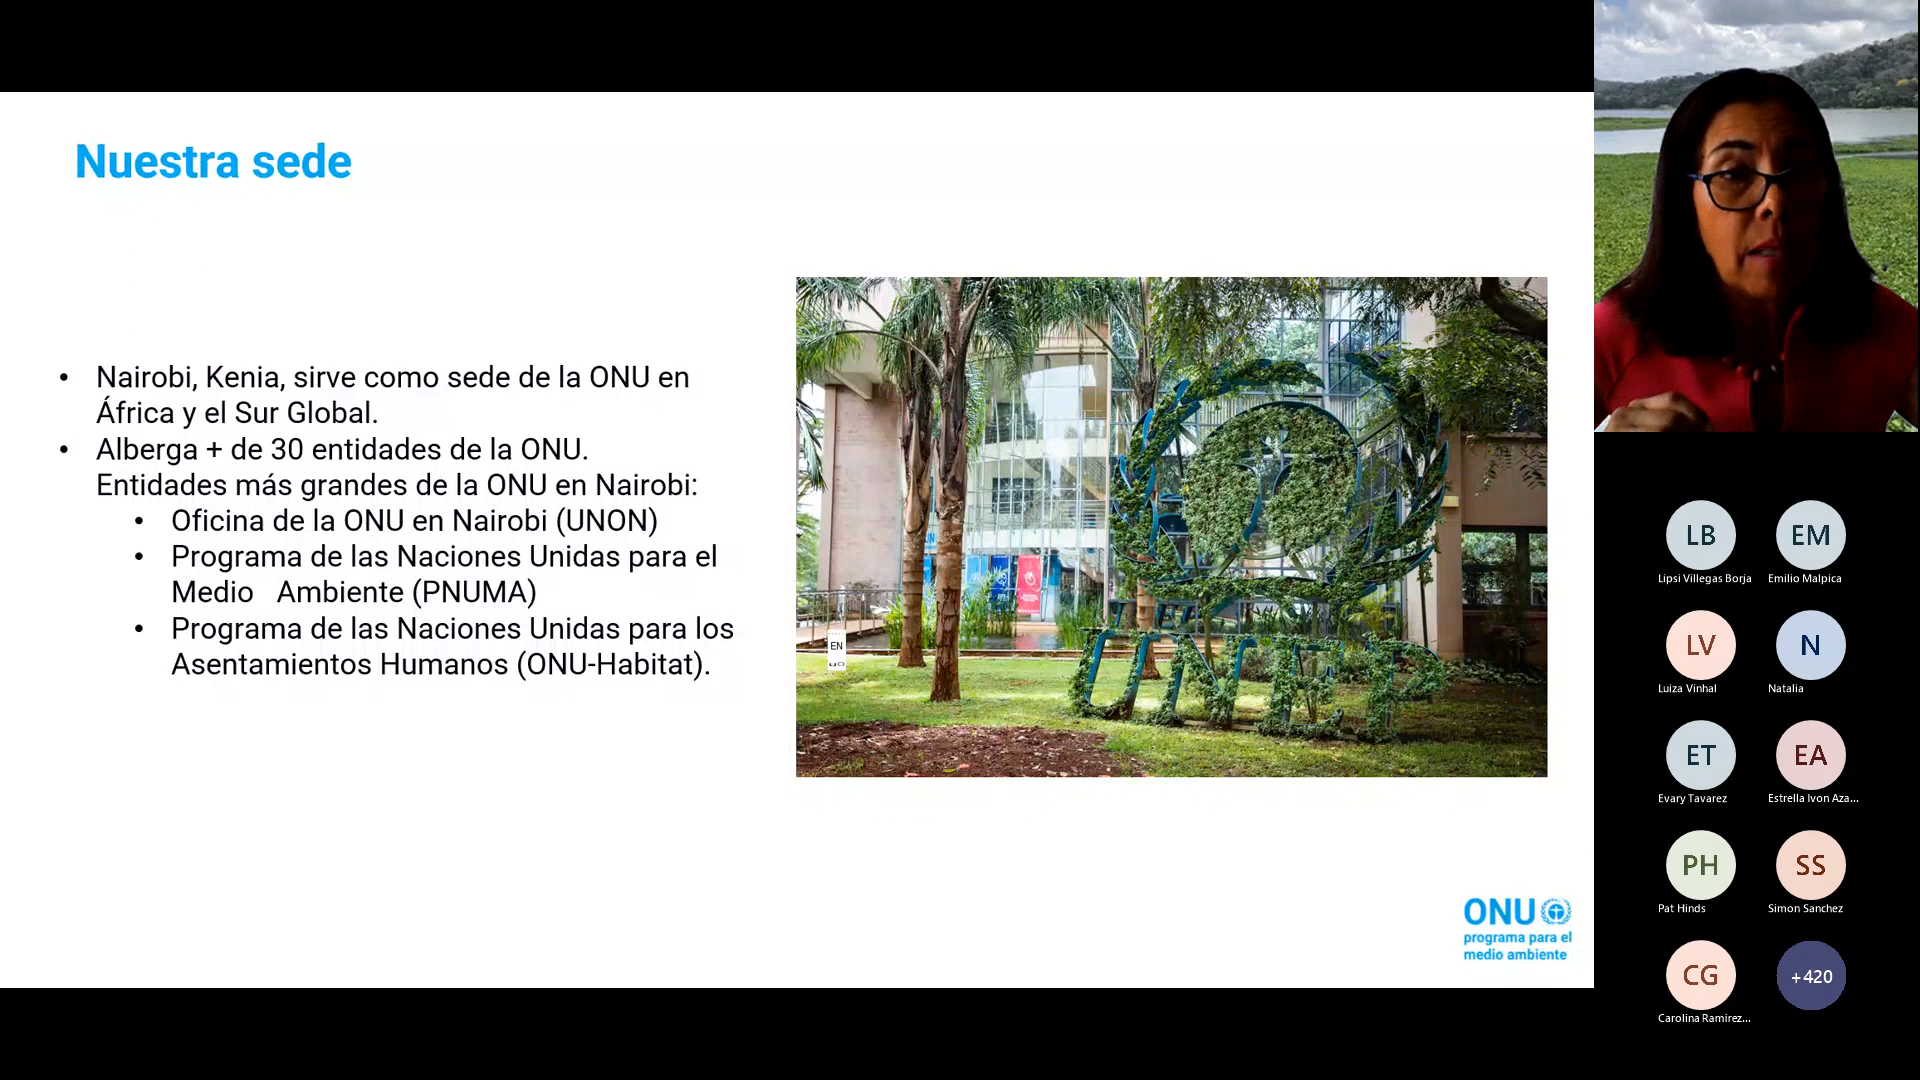 Nuestra sede
• Nairobi, Kenia, sirve como sede de la ONU en
África y el Sur Global.
• Alberga + de 30 entidades de la ONU.
Entidades más grandes de la ONU en Nairobi:
• Oficina de la ONU en Nairobi (UNON)
• Programa de las Naciones Unidas para el
Medio Ambiente (PNUMA)
• Programa de las Naciones Unidas para los
Asentamientos Humanos (ONU-Habitat).
EN
UNEP
ONU
programa para el
medio ambiente
LB
Lipsi Villegas Borja
EM
Emilio Malpica
LV
Luiza Vinhal
N
Natalia
ET
Evary Tavarez
EA
Estrella Ivon Aza...
PH
Pat Hinds
SS
Simon Sanchez
CG
Carolina Ramirez...
+420